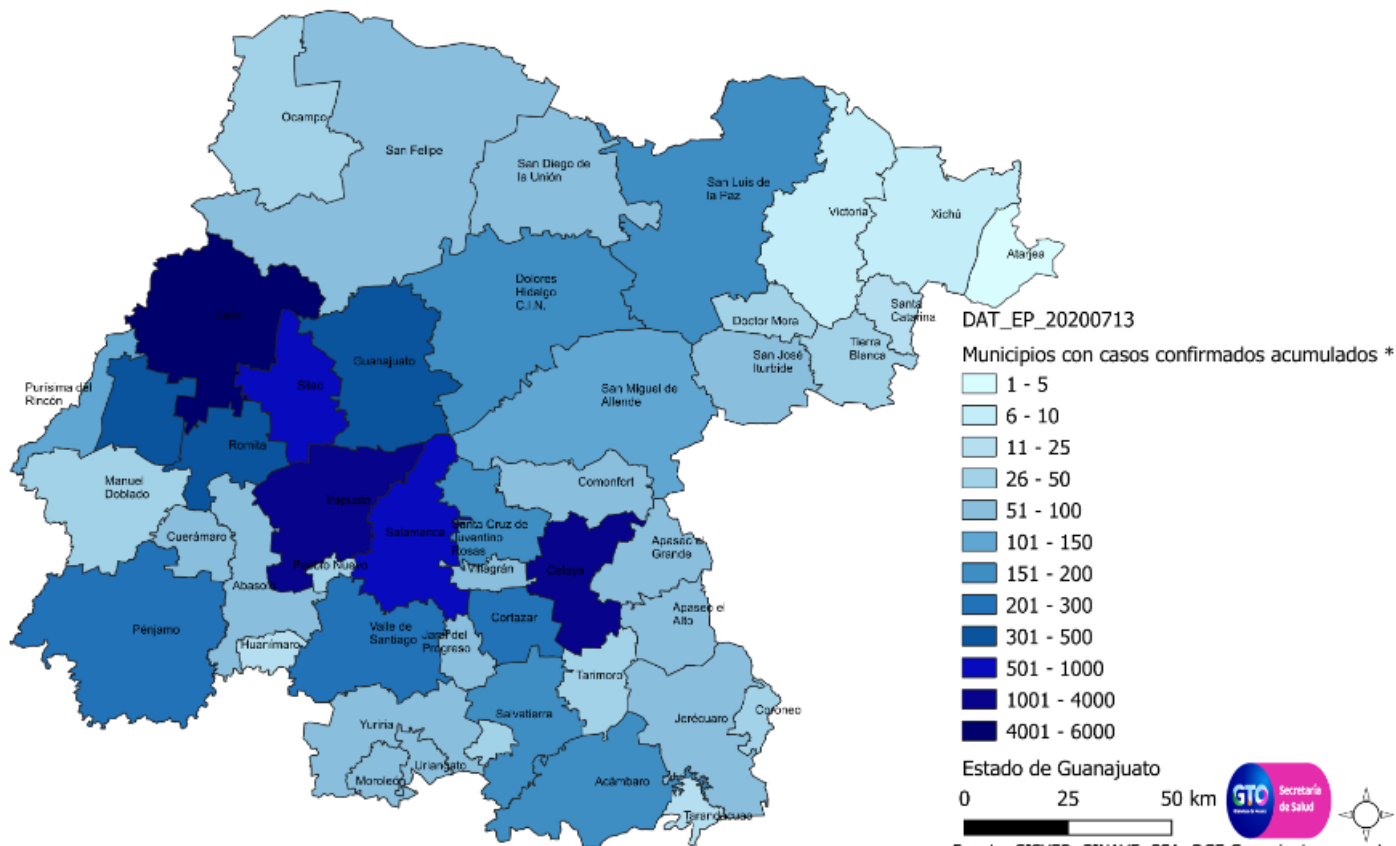 Ocampo
San Felipe
San Diego de
la Unión
San Luis de
la Paz
Victoria
Xichú
Atarjea
Dolores
Hidalgo
C.I.N.
Santa
Catarina
Doctor Mora
Tierra
Blanca
San José
Iturbide
León
Guanajuato
Silao
San Miguel de
Allende
Purísima del
Rincón
Romita
Manuel
Doblado
Irapuato
Comonfort
Cuerámaro
Salamanca
Santa Cruz de
Juventino
Rosas
Apaseo el
Grande
Pueblo Nuevo
Villagrán
Celaya
Abasolo
Apaseo el
Alto
Pénjamo
Valle de
Santiago
Jaral del
Progreso
Cortazar
Huanímaro
Tarimoro
Coroneo
Yuriria
Salvatierra
Jerécuaro
Uriangato
Moroleón
Acámbaro
Tarandacuao
DAT_EP_20200713
Municipios con casos confirmados acumulados *
1 - 5
6 - 10
11 - 25
26 - 50
51 - 100
101 - 150
151 - 200
201 - 300
301 - 500
501 - 1000
1001 - 4000
4001 - 6000
Estado de Guanajuato
0 25 50 km
GTO
Secretaría
de Salud